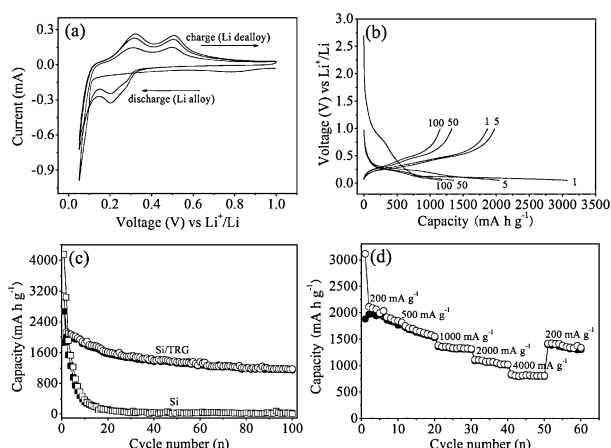 (a)
charge (Li dealloy)
discharge (Li alloy)
0.3
0.0
-0.3
-0.6
-0.9
Current (mA)
0.0 0.2 0.4 0.6 0.8 1.0
Voltage (V) vs Li⁺/Li
(b)
3.0
2.5
2.0
1.5
1.0
0.5
0.0
Voltage (V) vs Li⁺/Li
100 50 1 5
100 50 5 1
0 500 1000 1500 2000 2500 3000 3500
Capacity (mA h g⁻¹)
(c)
4000
3200
2400
1600
800
0
Capacity (mA h g⁻¹)
Si/TRG
Si
0 20 40 60 80 100
Cycle number (n)
(d)
3000
2500
2000
1500
1000
500
0
Capacity (mA h g⁻¹)
200 mA g⁻¹
500 mA g⁻¹
1000 mA g⁻¹
2000 mA g⁻¹
4000 mA g⁻¹
200 mA g⁻¹
0 10 20 30 40 50 60
Cycle number (n)